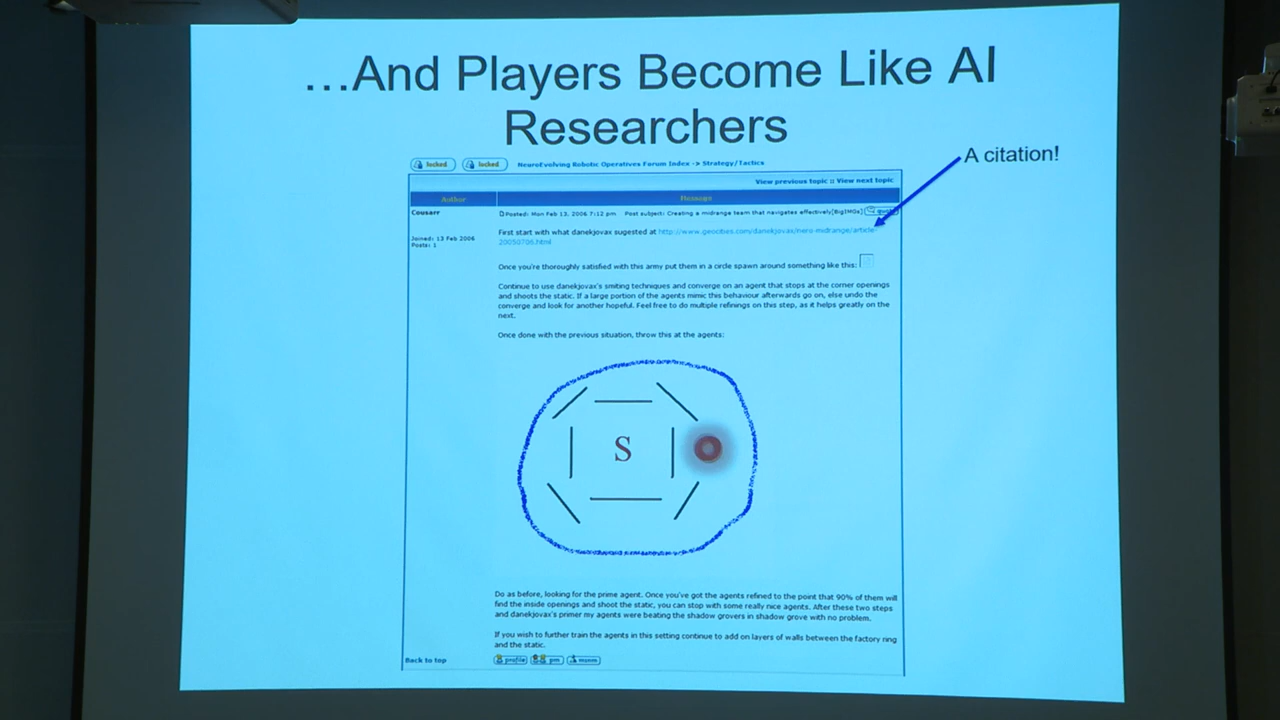 …And Players Become Like AI
Researchers
A citation!
locked locked NeuroEvolving Robotic Operatives Forum Index -> Strategy/Tactics
View previous topic :: View next topic
Author Message
Cousarr
Posted: Mon Feb 13, 2006 7:12 pm Post subject: Creating a midrange team that navigates effectively[BigIMGs]
Joined: 13 Feb 2006
Posts: 1
First start with what danekjovax sugested at http://www.geocities.com/danekjovax/nero-midrange/article-
20050706.html
Once you're thoroughly satisfied with this army put them in a circle spawn around something like this:
Continue to use danekjovax's smiting techniques and converge on an agent that stops at the corner openings
and shoots the static. If a large portion of the agents mimic this behaviour afterwards go on, else undo the
converge and look for another hopeful. Feel free to do multiple refinings on this step, as it helps greatly on the
next.
Once done with the previous situation, throw this at the agents:
S
Do as before, looking for the prime agent. Once you've got the agents refined to the point that 90% of them will
find the inside openings and shoot the static, you can stop with some really nice agents. After these two steps
and danekjovax's primer my agents were beating the shadow grovers in shadow grove with no problem.
If you wish to further train the agents in this setting continue to add on layers of walls between the factory ring
and the static.
Back to top profile pm msnm